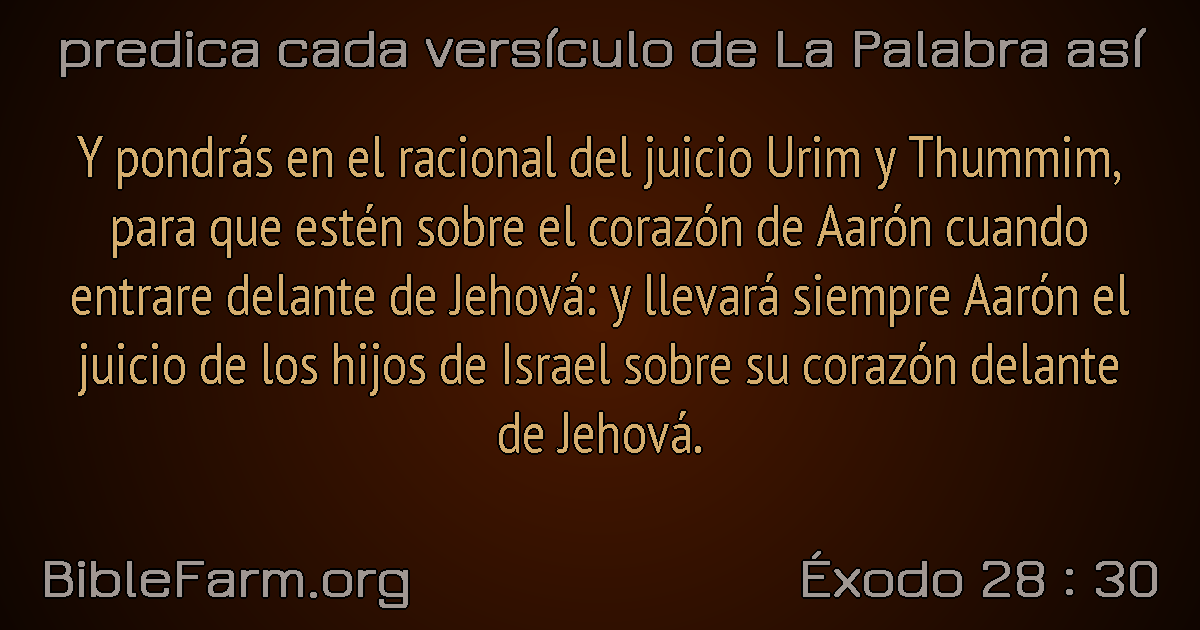 predica cada versículo de La Palabra así
Y pondrás en el racional del juicio Urim y Thummim,
para que estén sobre el corazón de Aarón cuando
entrare delante de Jehová: y llevará siempre Aarón el
juicio de los hijos de Israel sobre su corazón delante
de Jehová.
BibleFarm.org
Éxodo 28 : 30